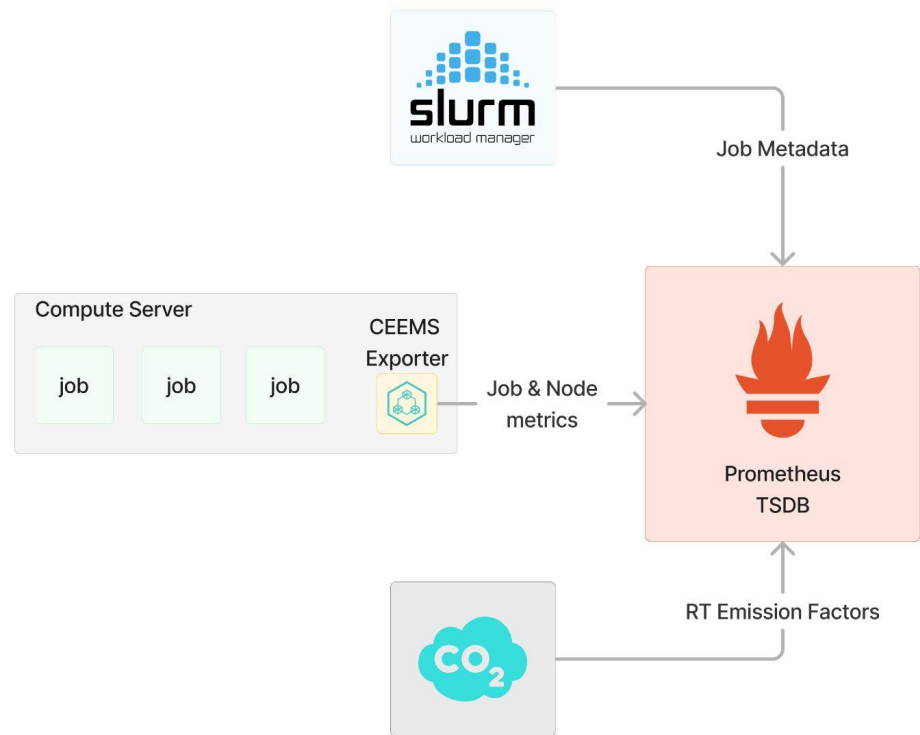 slurm
workload manager
Job Metadata
Compute Server
CEEMS
Exporter
job
job
job
Job & Node
metrics
Prometheus
TSDB
RT Emission Factors
CO2